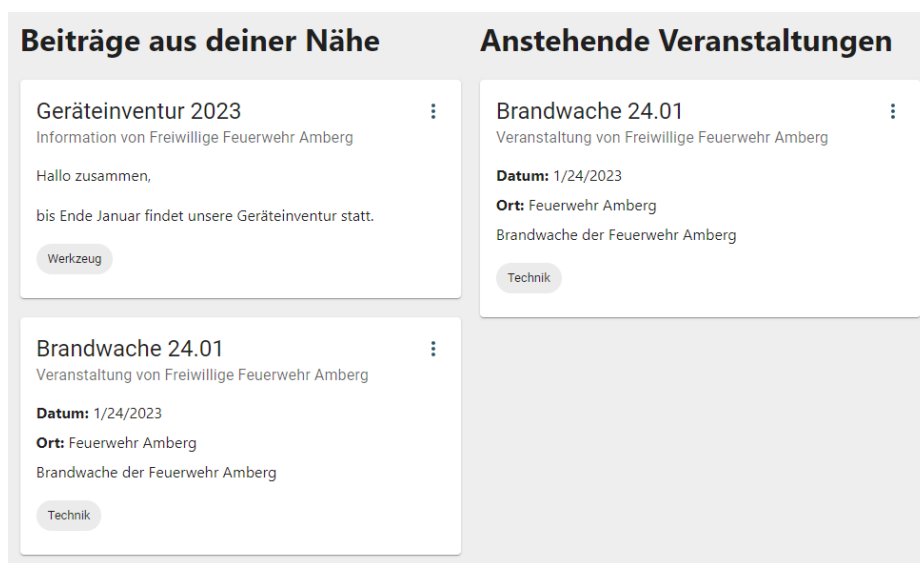 Beiträge aus deiner Nähe
Geräteinventur 2023
Information von Freiwillige Feuerwehr Amberg
Hallo zusammen,
bis Ende Januar findet unsere Geräteinventur statt.
Werkzeug
Brandwache 24.01
Veranstaltung von Freiwillige Feuerwehr Amberg
Datum: 1/24/2023
Ort: Feuerwehr Amberg
Brandwache der Feuerwehr Amberg
Technik
Anstehende Veranstaltungen
Brandwache 24.01
Veranstaltung von Freiwillige Feuerwehr Amberg
Datum: 1/24/2023
Ort: Feuerwehr Amberg
Brandwache der Feuerwehr Amberg
Technik